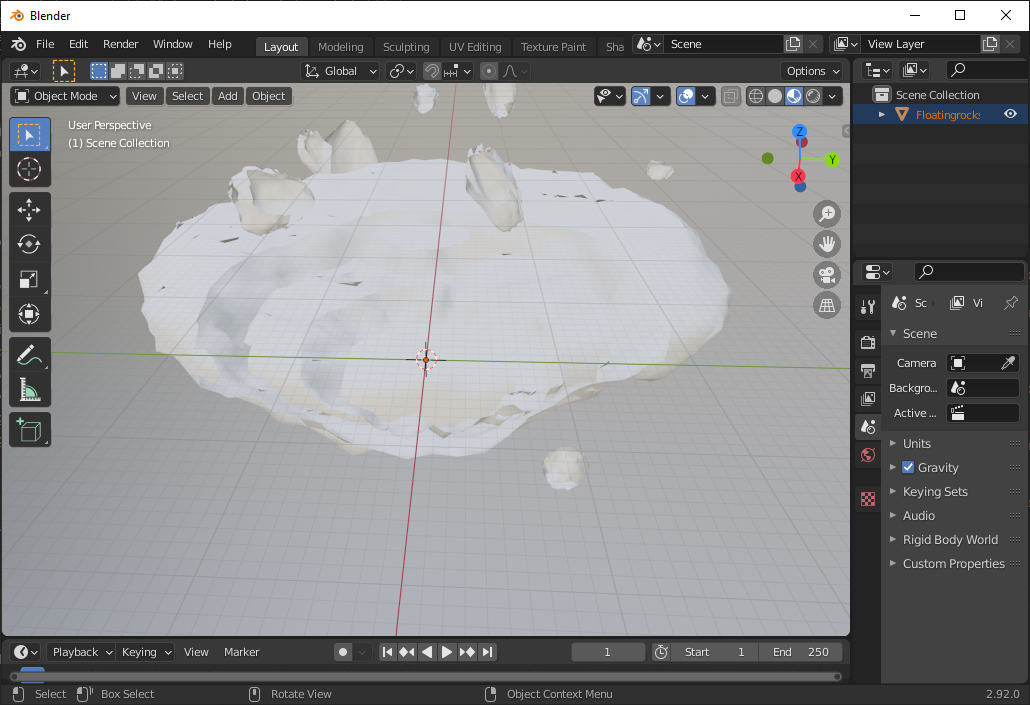 Blender
File Edit Render Window Help Layout Modeling Sculpting UV Editing Texture Paint Sha Scene View Layer
Global Options
Object Mode View Select Add Object
User Perspective
(1) Scene Collection
Z
Y
X
Scene Collection
Floatingrock
Sc Vi
Scene
Camera
Backgro...
Active ...
Units
Gravity
Keying Sets
Audio
Rigid Body World
Custom Properties
Playback Keying View Marker 1 Start 1 End 250
Select Box Select Rotate View Object Context Menu 2.92.0